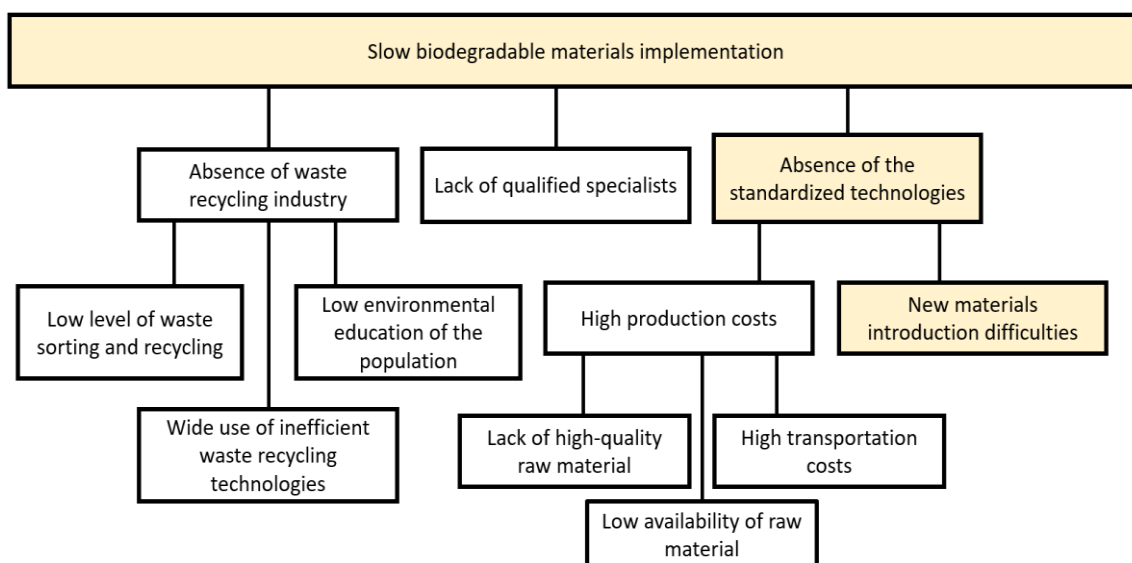 Slow biodegradable materials implementation
Absence of waste
recycling industry
Lack of qualified specialists
Absence of the
standardized technologies
Low level of waste
sorting and recycling
Low environmental
education of the
population
High production costs
New materials
introduction difficulties
Wide use of inefficient
waste recycling
technologies
Lack of high-quality
raw material
High transportation
costs
Low availability of raw
material